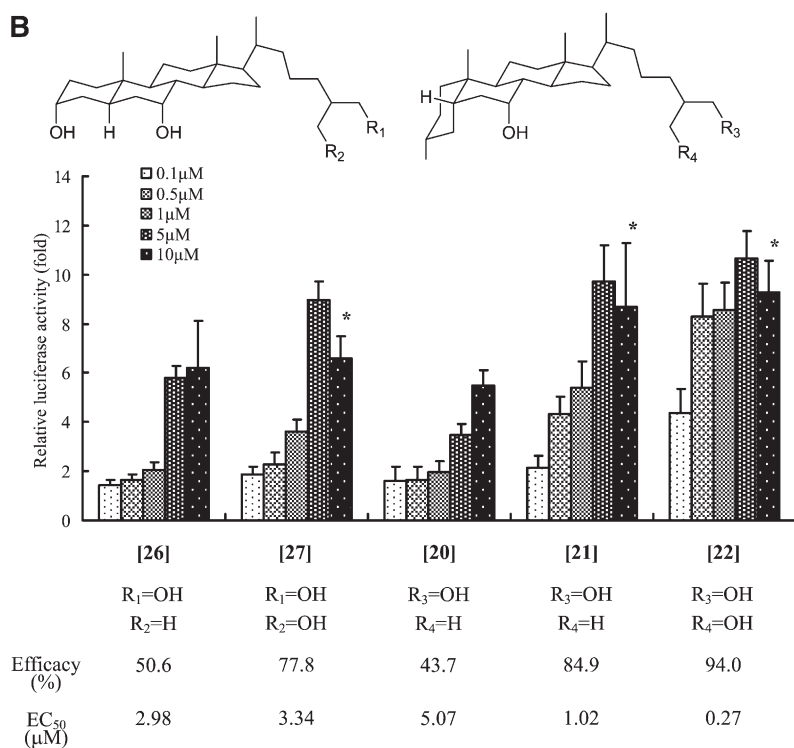 B
OH
H
OH
R1
R2
H
OH
R3
R4
0.1µM
0.5µM
1µM
5µM
10µM
Relative luciferase activity (fold)
14
12
10
8
6
4
2
0
*
*
*
[26] [27] [20] [21] [22]
R1=OH R1=OH R3=OH R3=OH R3=OH
R2=H R2=OH R4=H R4=H R4=OH
Efficacy (%) 50.6 77.8 43.7 84.9 94.0
EC50 (µM) 2.98 3.34 5.07 1.02 0.27